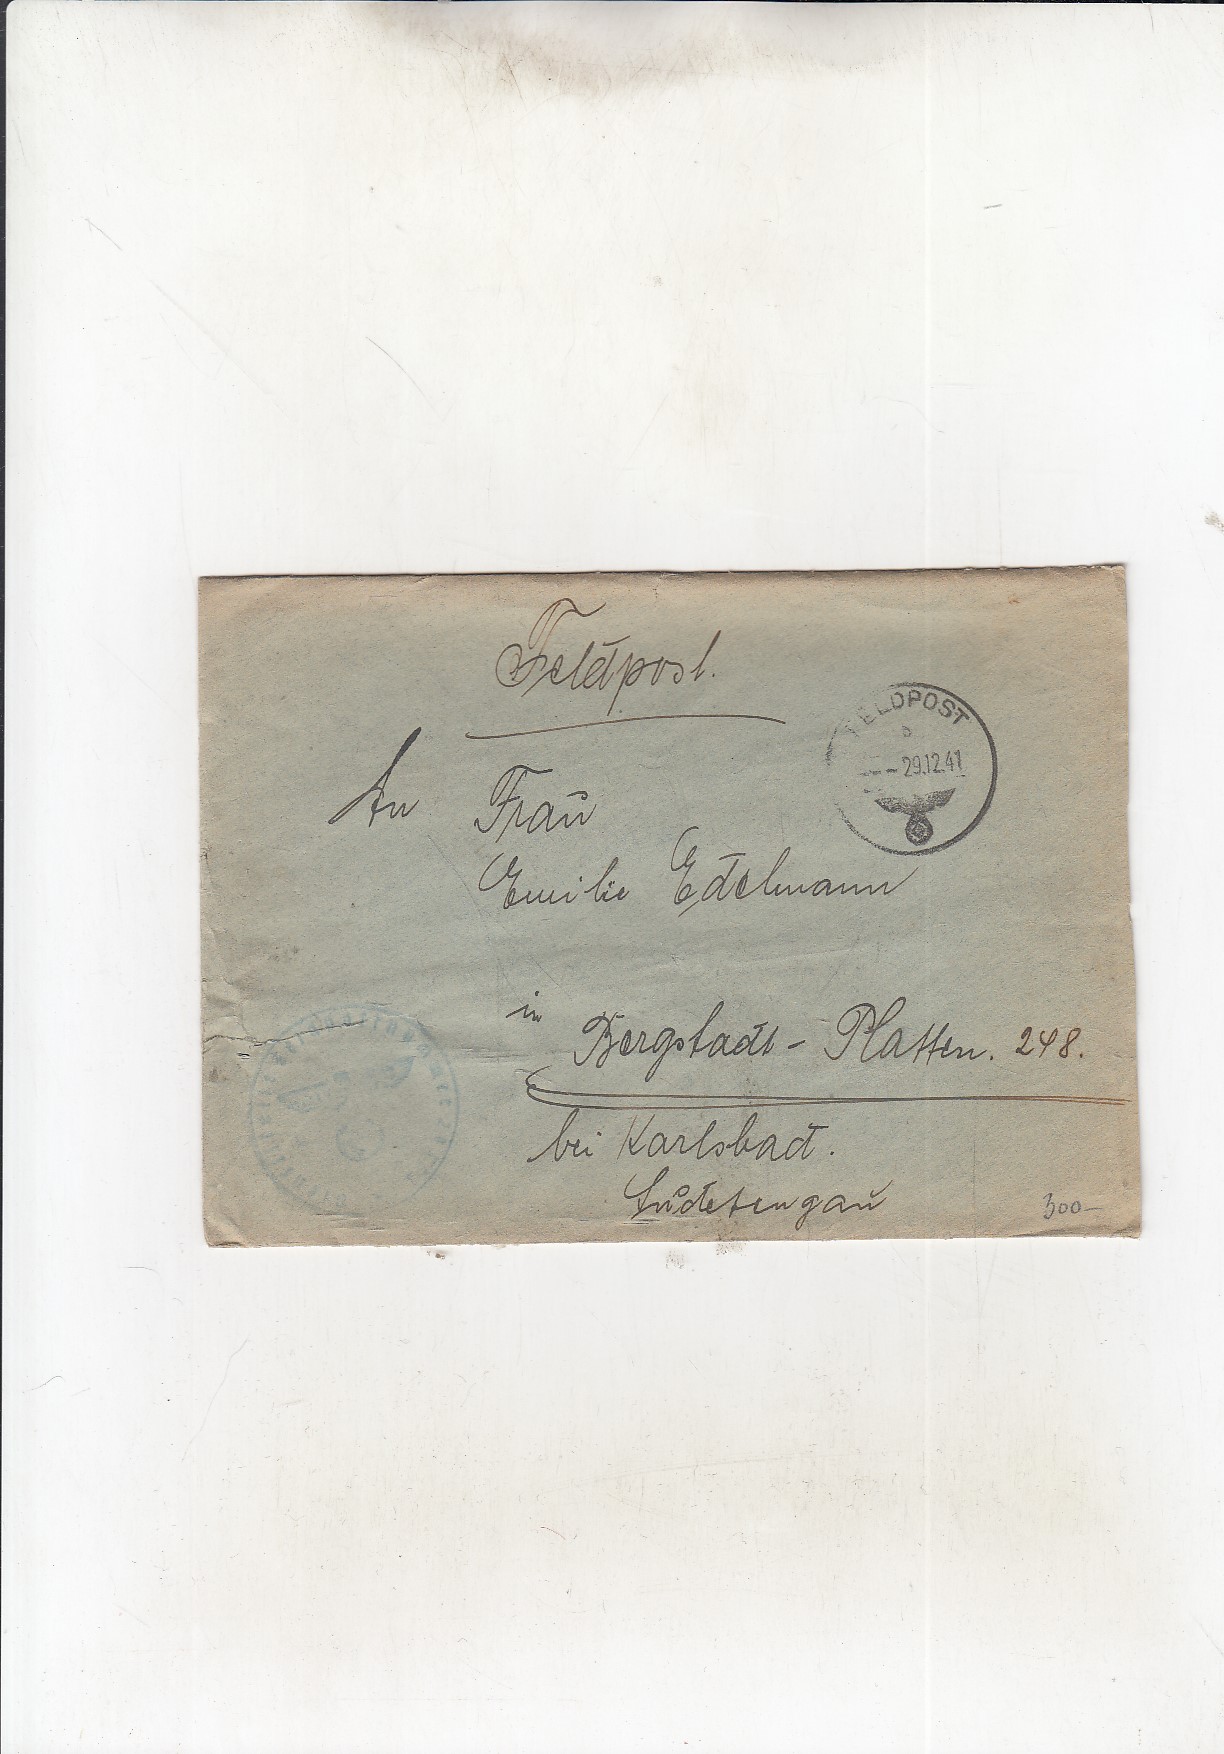 Feldpost.
FELDPOST
b
-- 29.12.41
An Frau
Emilie Edelmann
in Bergstadt-Platten. 248.
bei Karlsbad.
Sudetengau
300-